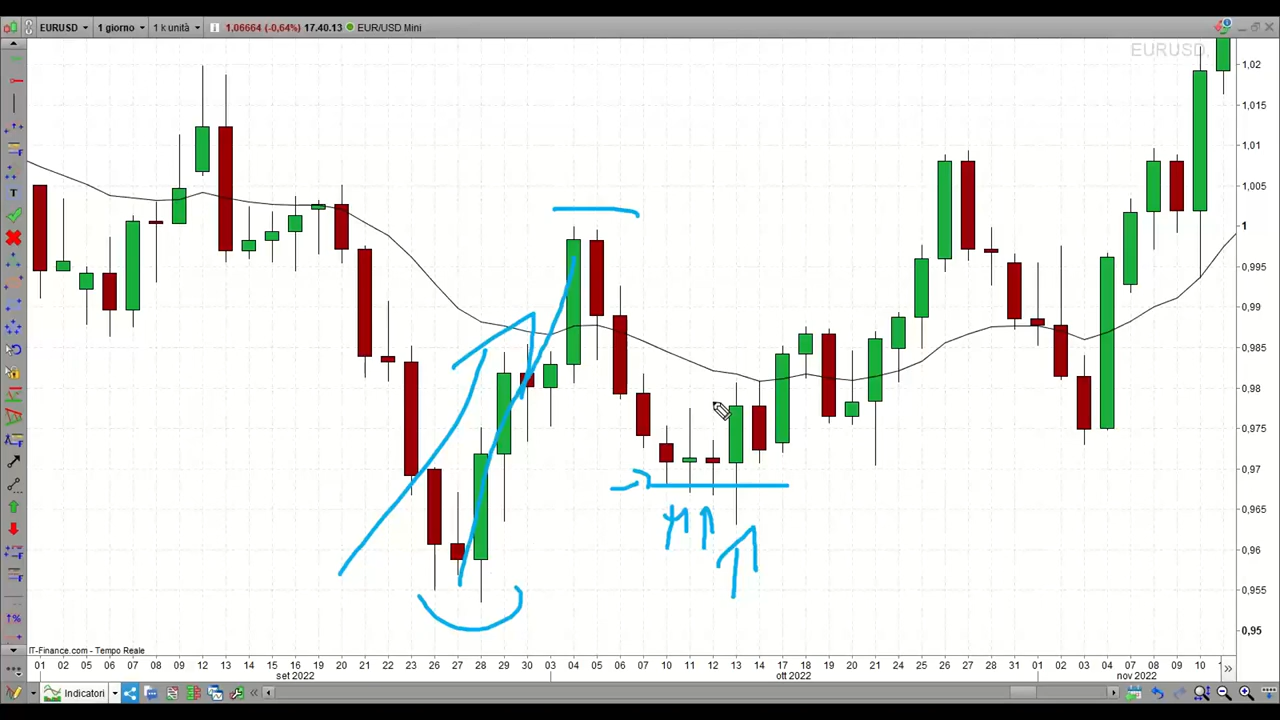 EURUSD 1 giorno 1 k unità 1.06664 (-0,64%) 17.40.13 EUR/USD Mini
EURUSD
1,02
1,015
1,01
1,005
1
0,995
0,99
0,985
0,98
0,975
0,97
0,965
0,96
0,955
0,95
IT-Finance.com - Tempo Reale
01 02 05 06 07 08 09 12 13 14 15 16 19 20 21 22 23 26 27 28 29 30 03 04 05 06 07 10 11 12 13 14 17 18 19 20 21 24 25 26 27 28 31 01 02 03 04 07 08 09 10
set 2022 ott 2022 nov 2022
Indicatori